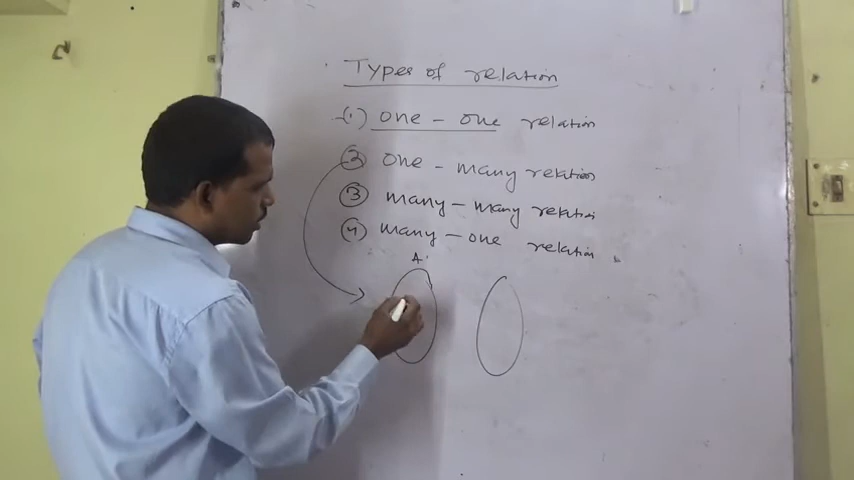 Types of relation
(1) one - one relation
(2) one - many relation
(3) many - many relation
(4) many - one relation
A